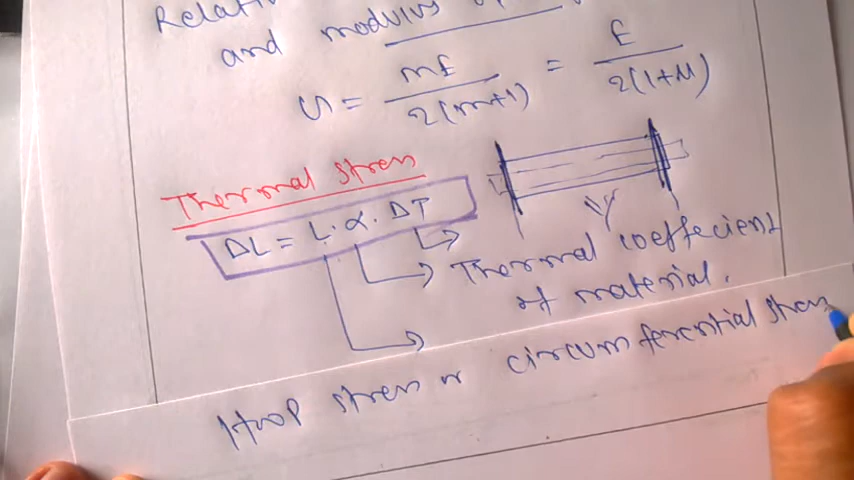 and modulus
G = mE / 2(m+1) = E / 2(1+μ)
Thermal stress
ΔL = L. α. ΔT
Thermal coeffecient
of material.
Hoop stress or circumferential stress